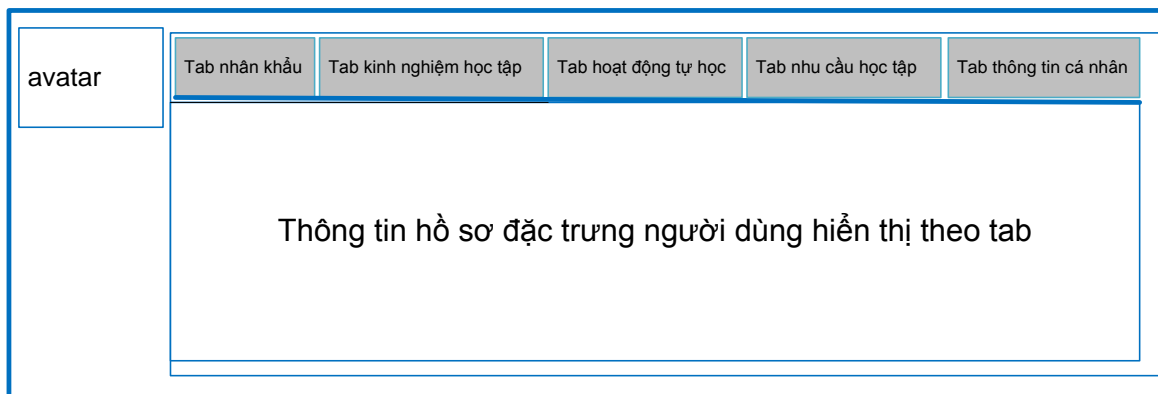 avatar
Tab nhân khẩu
Tab kinh nghiệm học tập
Tab hoạt động tự học
Tab nhu cầu học tập
Tab thông tin cá nhân
Thông tin hồ sơ đặc trưng người dùng hiển thị theo tab